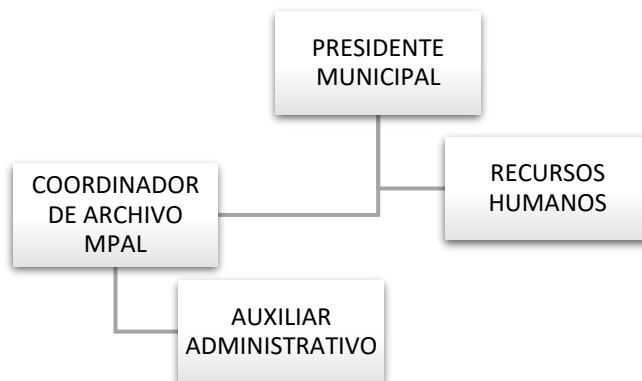 PRESIDENTE
MUNICIPAL
RECURSOS
HUMANOS
COORDINADOR
DE ARCHIVO
MPAL
AUXILIAR
ADMINISTRATIVO